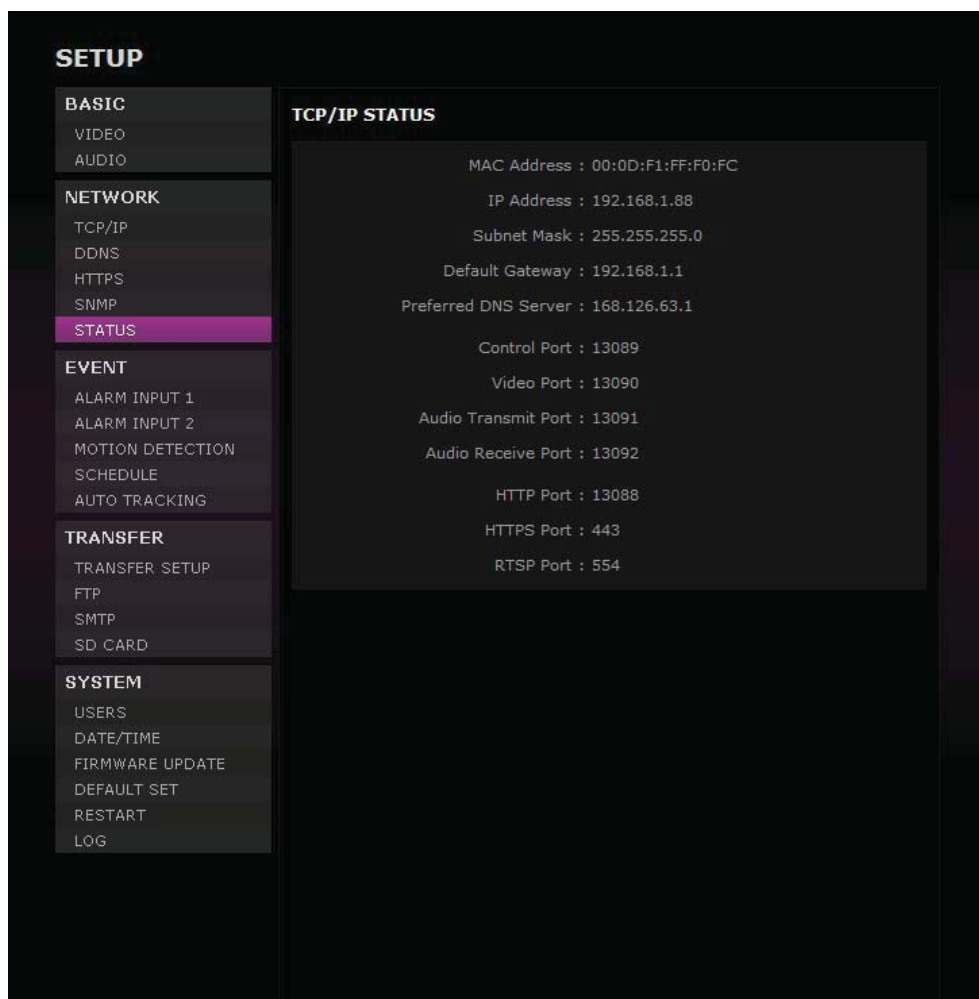 SETUP
BASIC
VIDEO
AUDIO
NETWORK
TCP/IP
DDNS
HTTPS
SNMP
STATUS
EVENT
ALARM INPUT 1
ALARM INPUT 2
MOTION DETECTION
SCHEDULE
AUTO TRACKING
TRANSFER
TRANSFER SETUP
FTP
SMTP
SD CARD
SYSTEM
USERS
DATE/TIME
FIRMWARE UPDATE
DEFAULT SET
RESTART
LOG
TCP/IP STATUS
MAC Address : 00:0D:F1:FF:F0:FC
IP Address : 192.168.1.88
Subnet Mask : 255.255.255.0
Default Gateway : 192.168.1.1
Preferred DNS Server : 168.126.63.1
Control Port : 13089
Video Port : 13090
Audio Transmit Port : 13091
Audio Receive Port : 13092
HTTP Port : 13088
HTTPS Port : 443
RTSP Port : 554